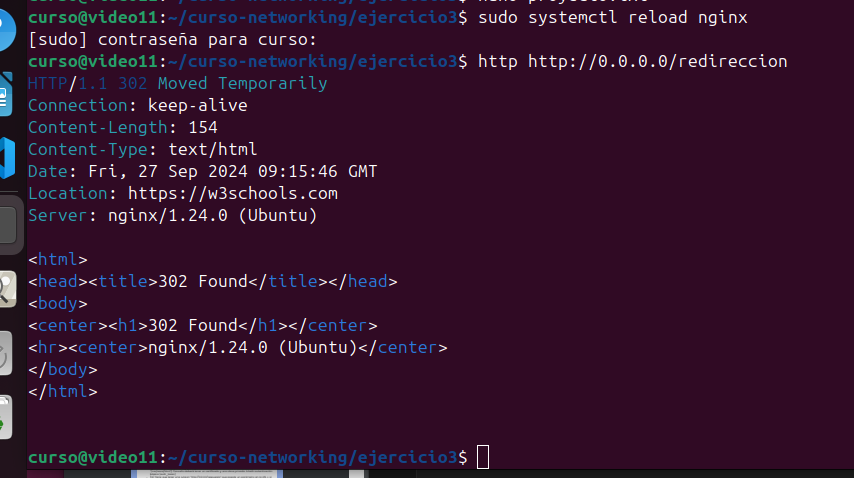 curso@video11:~/curso-networking/ejercicio3$ sudo systemctl reload nginx
[sudo] contraseña para curso:
curso@video11:~/curso-networking/ejercicio3$ http http://0.0.0.0/redireccion
HTTP/1.1 302 Moved Temporarily
Connection: keep-alive
Content-Length: 154
Content-Type: text/html
Date: Fri, 27 Sep 2024 09:15:46 GMT
Location: https://w3schools.com
Server: nginx/1.24.0 (Ubuntu)
<html>
<head><title>302 Found</title></head>
<body>
<center><h1>302 Found</h1></center>
<hr><center>nginx/1.24.0 (Ubuntu)</center>
</body>
</html>
curso@video11:~/curso-networking/ejercicio3$